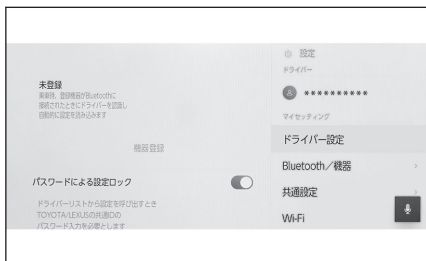 未登録
乗車時、登録機器がBluetoothに
接続されたときにドライバーを認識し
自動的に設定を読み込みます
機器登録
パスワードによる設定ロック
ドライバーリストから設定を呼び出すとき
TOYOTA/LEXUSの共通IDの
パスワード入力を必要とします
設定
ドライバー
**********
マイセッティング
ドライバー設定
Bluetooth/機器
共通設定
Wi-Fi